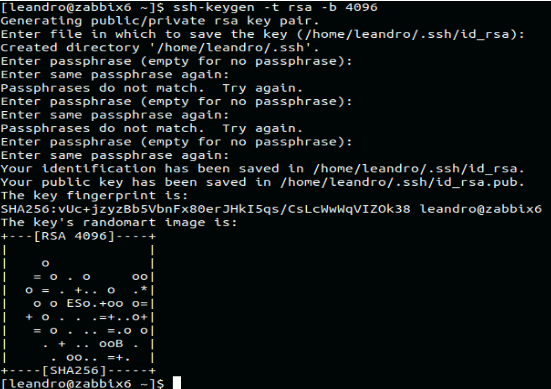 [leandro@zabbix6 ~]$ ssh-keygen -t rsa -b 4096
Generating public/private rsa key pair.
Enter file in which to save the key (/home/leandro/.ssh/id_rsa):
Created directory '/home/leandro/.ssh'.
Enter passphrase (empty for no passphrase):
Enter same passphrase again:
Passphrases do not match.  Try again.
Enter passphrase (empty for no passphrase):
Enter same passphrase again:
Passphrases do not match.  Try again.
Enter passphrase (empty for no passphrase):
Enter same passphrase again:
Your identification has been saved in /home/leandro/.ssh/id_rsa.
Your public key has been saved in /home/leandro/.ssh/id_rsa.pub.
The key fingerprint is:
SHA256:vUc+jzyzBb5VbnFx80erJHkI5qs/CsLcWwWqVIZOk38 leandro@zabbix6
The key's randomart image is:
+---[RSA 4096]----+
|                 |
|    o            |
|   = o . o     oo|
|  o = . +.. o  .*|
|   o o ESo.+oo o=|
|  + o . . .=+..o+|
|   = o . .. =.o o|
|    . + .. ooB . |
|     . oo.. =+.  |
+----[SHA256]-----+
[leandro@zabbix6 ~]$